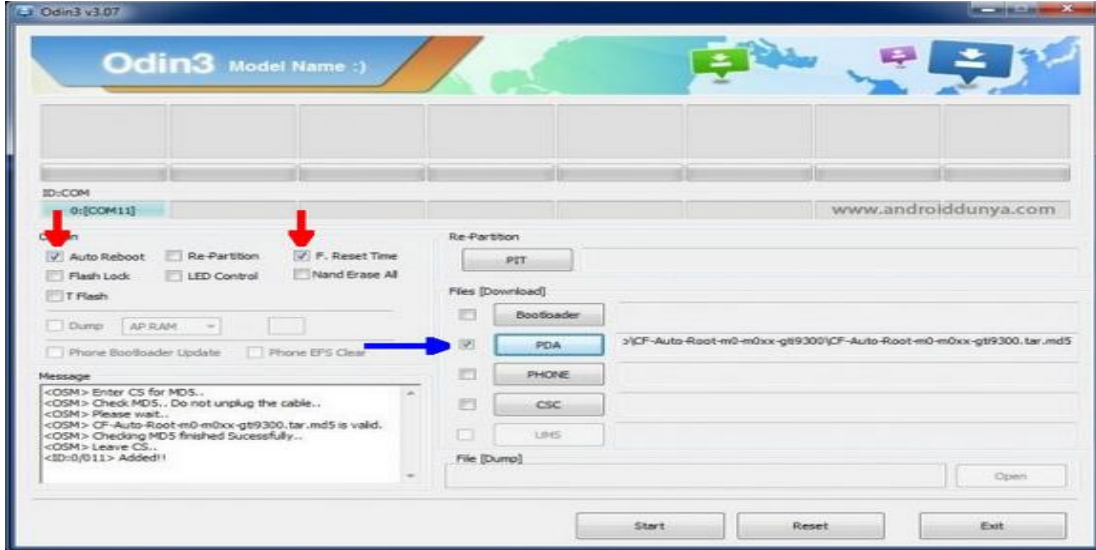 Odin3 v3.07
Odin3 Model Name :)
ID:COM
0:[COM11]
www.androiddunya.com
Auto Reboot Re-Partition F. Reset Time
Flash Lock LED Control Nand Erase All
T Flash
Dump AP RAM
Phone Bootloader Update Phone EFS Clear
Re-Partition
PIT
Files [Download]
Bootloader
PDA >\CF-Auto-Root-m0-m0xx-gti9300\CF-Auto-Root-m0-m0xx-gti9300.tar.md5
PHONE
CSC
UMS
File [Dump]
Open
Message
<OSM> Enter CS for MD5..
<OSM> Check MD5.. Do not unplug the cable..
<OSM> Please wait..
<OSM> CF-Auto-Root-m0-m0xx-gti9300.tar.md5 is valid.
<OSM> Checking MD5 finished Sucessfully..
<OSM> Leave CS..
<ID:0/011> Added!!
Start Reset Exit